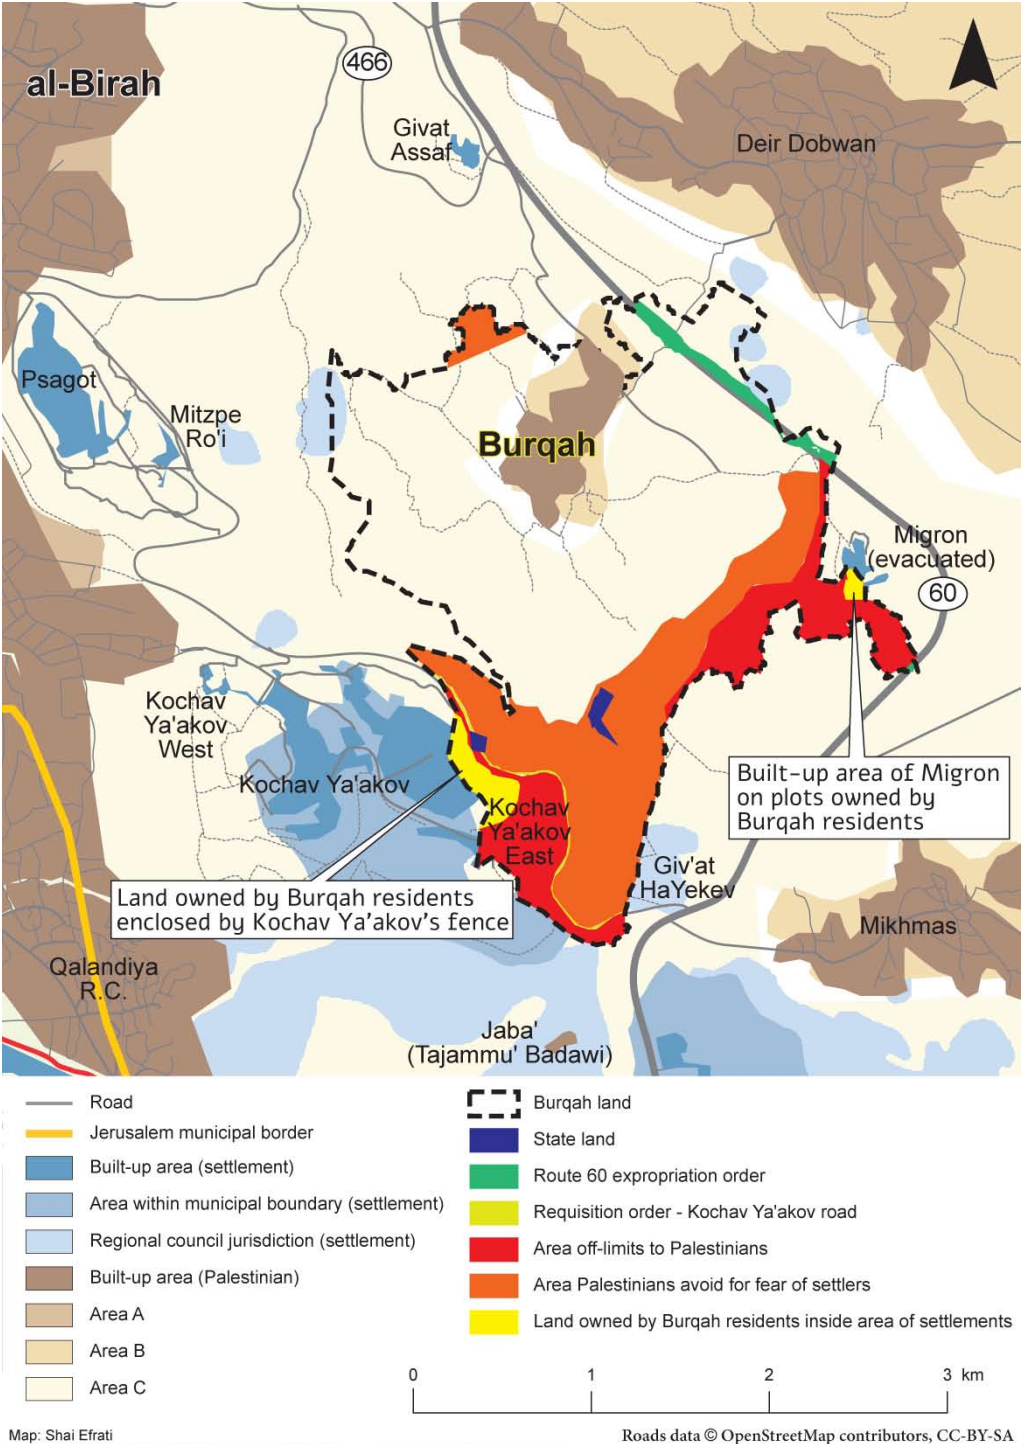 al-Birah
466
Givat
Assaf
Deir Dobwan
Psagot
Mitzpe
Ro'i
Burqah
Migron
(evacuated)
60
Kochav
Ya'akov
West
Kochav Ya'akov
Kochav
Ya'akov
East
Built-up area of Migron
on plots owned by
Burqah residents
Giv'at
HaYekev
Land owned by Burqah residents
enclosed by Kochav Ya'akov's fence
Mikhmas
Qalandiya
R.C.
Jaba'
(Tajammu' Badawi)
Road
Jerusalem municipal border
Built-up area (settlement)
Area within municipal boundary (settlement)
Regional council jurisdiction (settlement)
Built-up area (Palestinian)
Area A
Area B
Area C
Burqah land
State land
Route 60 expropriation order
Requisition order - Kochav Ya'akov road
Area off-limits to Palestinians
Area Palestinians avoid for fear of settlers
Land owned by Burqah residents inside area of settlements
0 1 2 3 km
Map: Shai Efrati
Roads data © OpenStreetMap contributors, CC-BY-SA